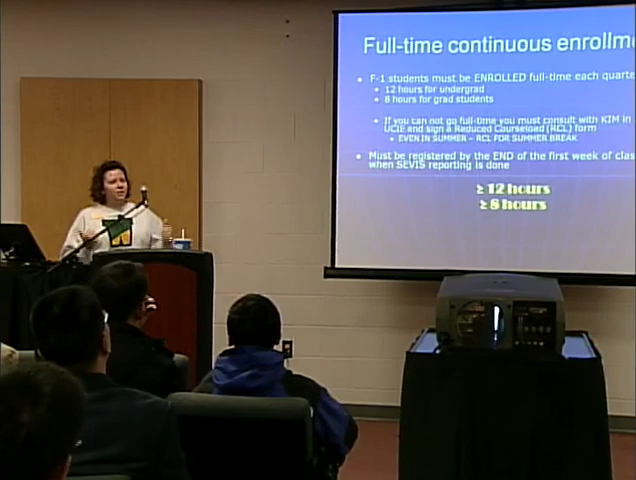 Full-time continuous enrollm
F-1 students must be ENROLLED full-time each quarte
12 hours for undergrad
8 hours for grad students
If you can not go full-time you must consult with KIM in
UCIE and sign a Reduced Courseload (RCL) form
EVEN IN SUMMER – RCL FOR SUMMER BREAK
Must be registered by the END of the first week of clas
when SEVIS reporting is done
≥ 12 hours
≥ 8 hours